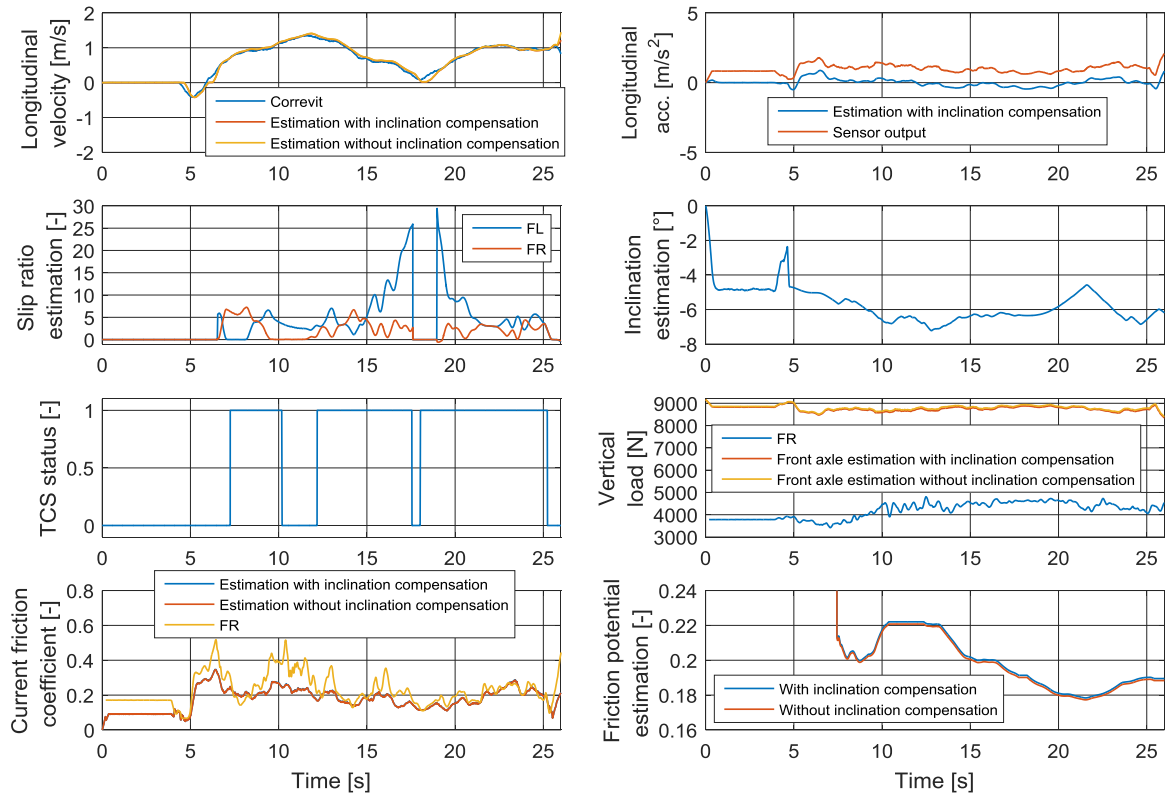 Longitudinal
velocity [m/s]
2
1
0
-1
-2
Correvit
Estimation with inclination compensation
Estimation without inclination compensation
0 5 10 15 20 25
Longitudinal
acc. [m/s²]
5
0
-5
Estimation with inclination compensation
Sensor output
0 5 10 15 20 25
Slip ratio
estimation [-]
30
25
20
15
10
5
0
FL
FR
0 5 10 15 20 25
Inclination
estimation [°]
0
-2
-4
-6
-8
0 5 10 15 20 25
TCS status [-]
1
0.5
0
0 5 10 15 20 25
Vertical
load [N]
9000
8000
7000
6000
5000
4000
3000
FR
Front axle estimation with inclination compensation
Front axle estimation without inclination compensation
0 5 10 15 20 25
Current friction
coefficient [-]
0.8
0.6
0.4
0.2
0
Estimation with inclination compensation
Estimation without inclination compensation
FR
0 5 10 15 20 25
Time [s]
Friction potential
estimation [-]
0.24
0.22
0.2
0.18
0.16
With inclination compensation
Without inclination compensation
0 5 10 15 20 25
Time [s]